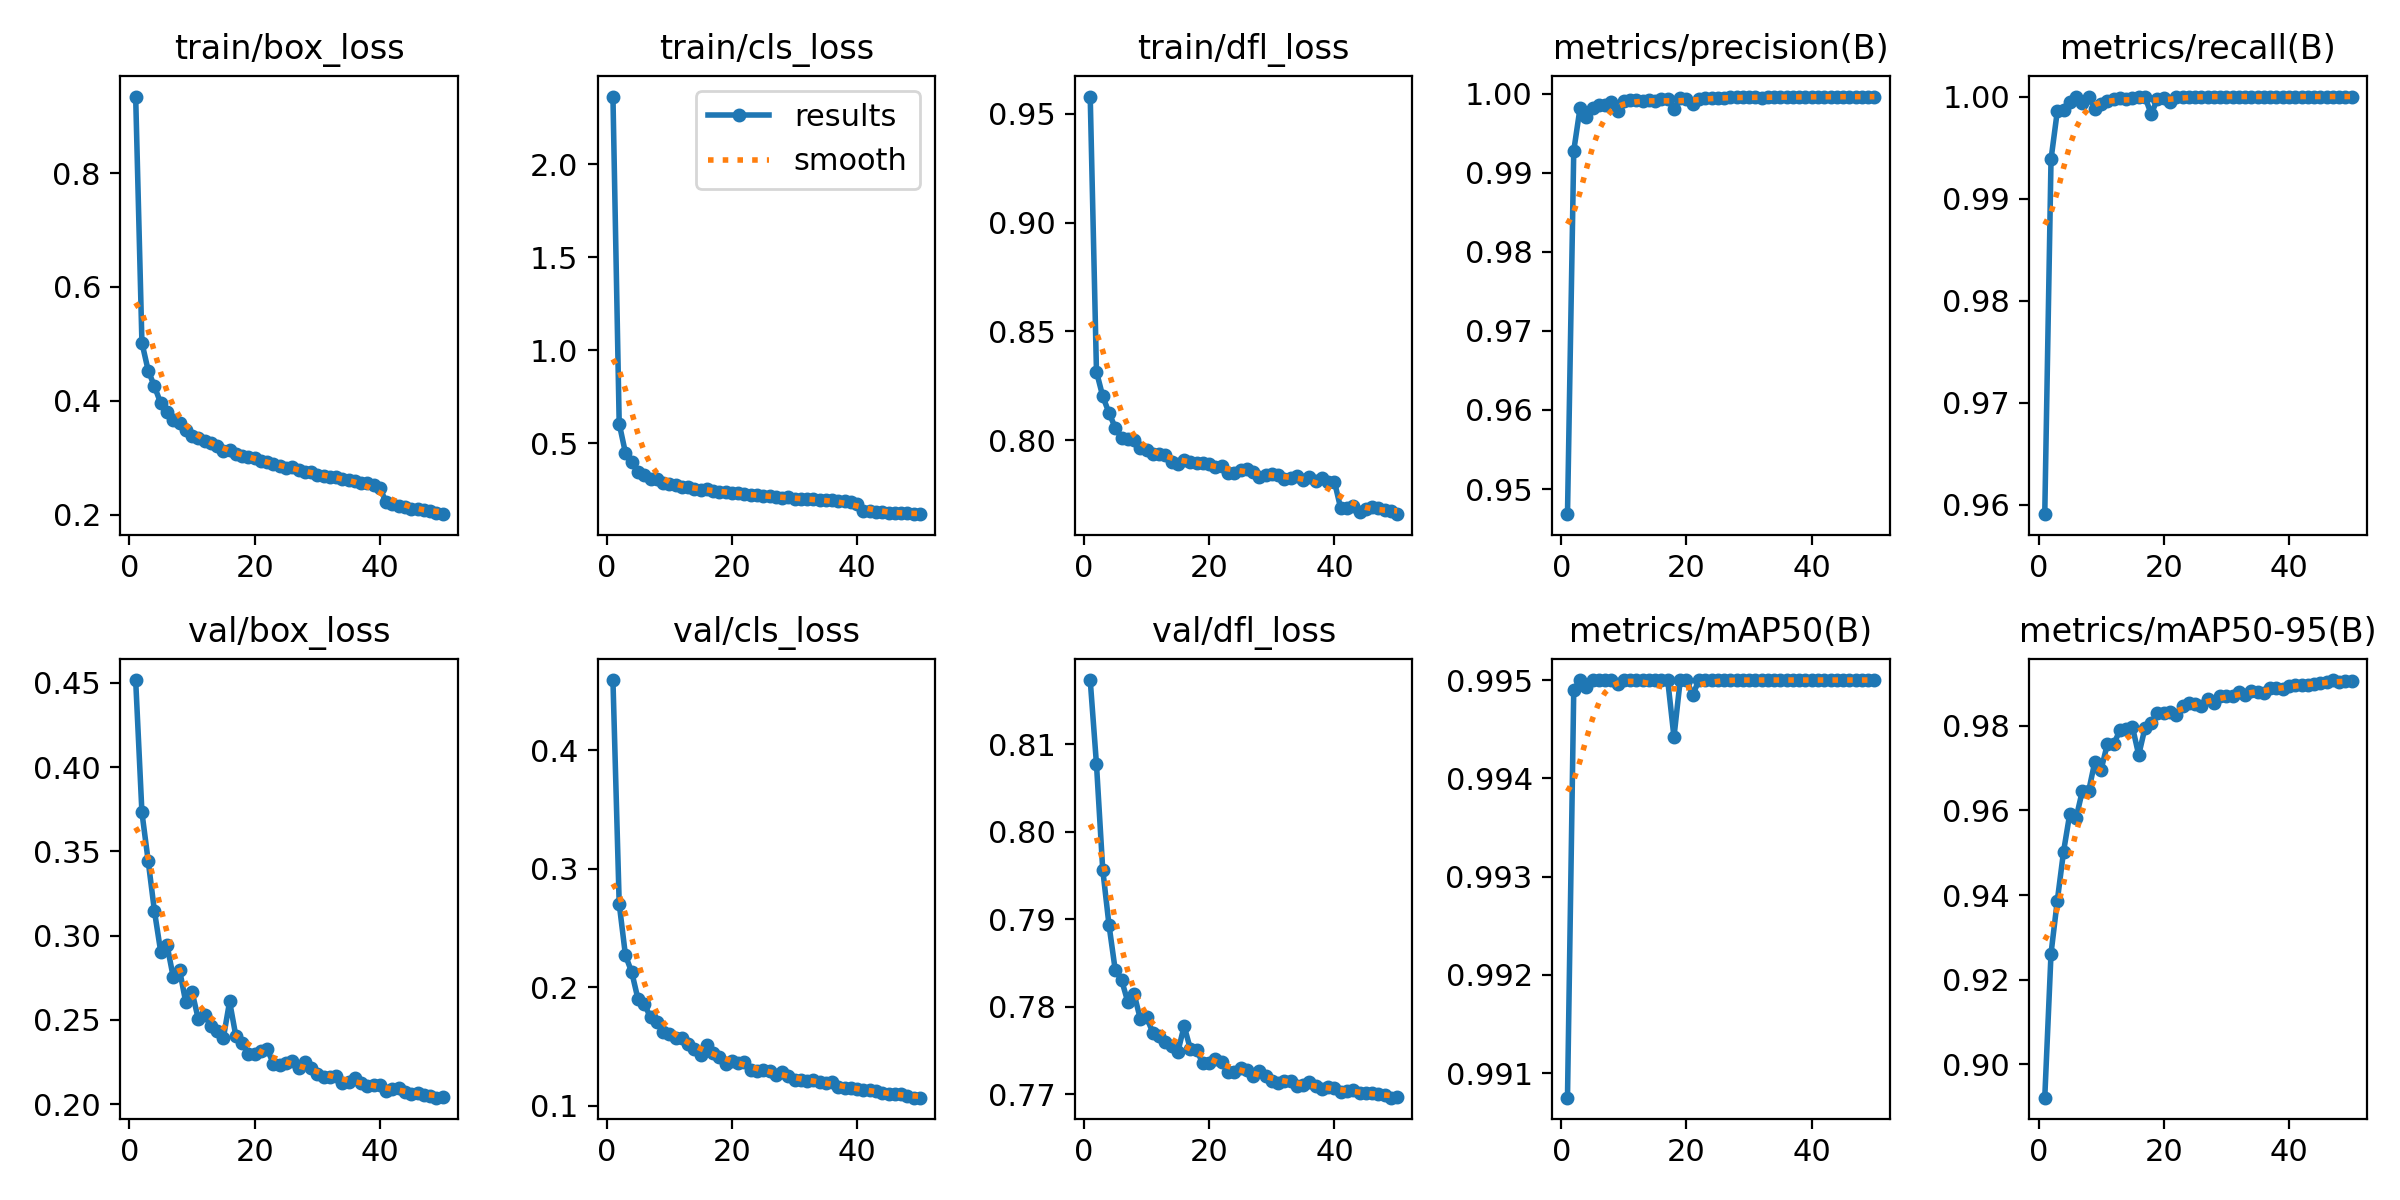 train/box_loss
0.8
0.6
0.4
0.2
0 20 40
train/cls_loss
results
smooth
2.0
1.5
1.0
0.5
0 20 40
train/dfl_loss
0.95
0.90
0.85
0.80
0 20 40
metrics/precision(B)
1.00
0.99
0.98
0.97
0.96
0.95
0 20 40
metrics/recall(B)
1.00
0.99
0.98
0.97
0.96
0 20 40
val/box_loss
0.45
0.40
0.35
0.30
0.25
0.20
0 20 40
val/cls_loss
0.4
0.3
0.2
0.1
0 20 40
val/dfl_loss
0.81
0.80
0.79
0.78
0.77
0 20 40
metrics/mAP50(B)
0.995
0.994
0.993
0.992
0.991
0 20 40
metrics/mAP50-95(B)
0.98
0.96
0.94
0.92
0.90
0 20 40